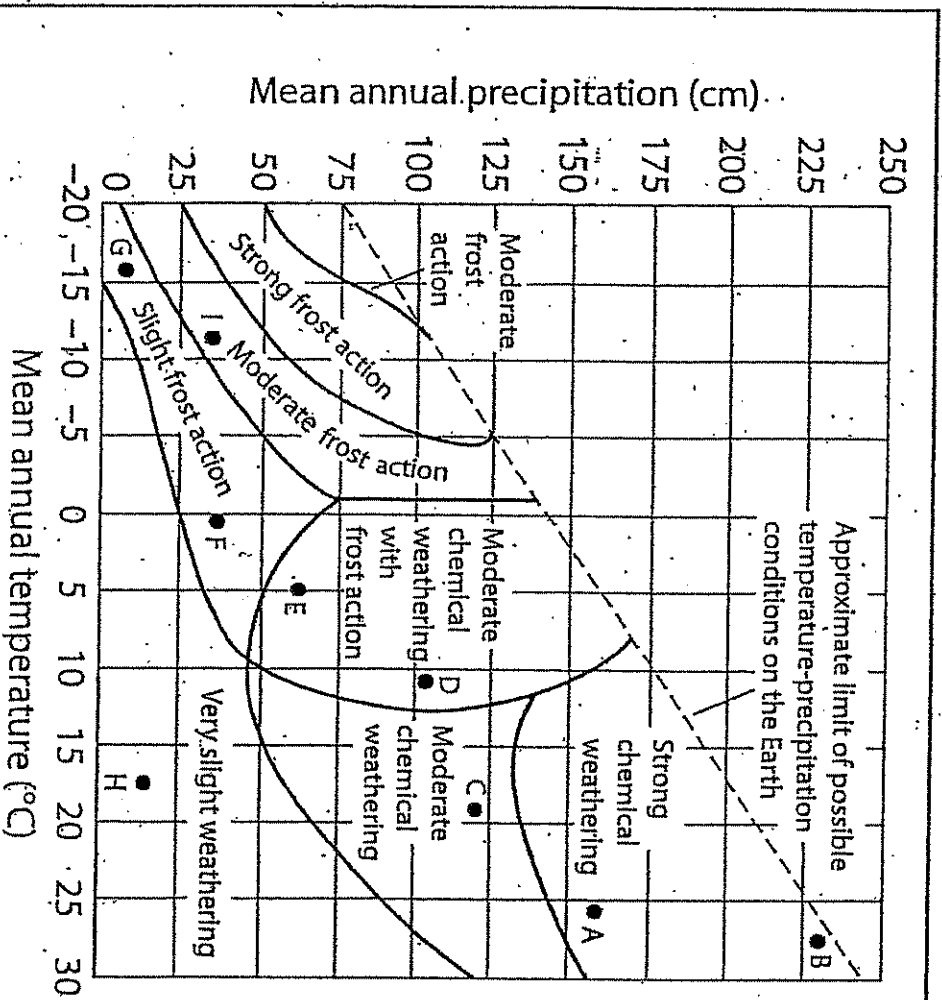 Mean annual precipitation (cm)
250
225
200
175
150
125
100
75
50
25
0
Approximate limit of possible
temperature-precipitation
conditions on the Earth
Moderate
frost
action
Strong frost action
Moderate frost action
Slight frost action
Moderate
chemical
weathering
with
frost action
Strong
chemical
weathering
Moderate
chemical
weathering
Very slight weathering
A
B
C
D
E
F
G
H
I
-20
-15
-10
-5
0
5
10
15
20
25
30
Mean annual temperature (°C)